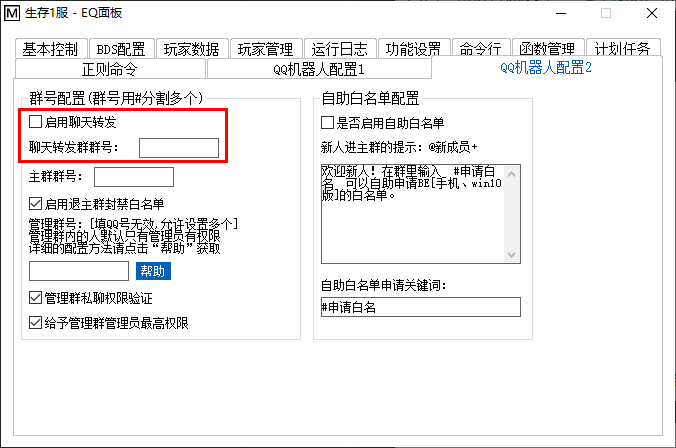 M 生存1服 - EQ面板
基本控制 BDS配置 玩家数据 玩家管理 运行日志 功能设置 命令行 函数管理 计划任务
正则命令 QQ机器人配置1 QQ机器人配置2
群号配置(群号用#分割多个)
启用聊天转发
聊天转发群群号:
主群群号:
启用退主群封禁白名单
管理群号: [填QQ号无效,允许设置多个]
管理群内的人默认只有管理员有权限
详细的配置方法请点击“帮助”获取
帮助
管理群私聊权限验证
给予管理群管理员最高权限
自助白名单配置
是否启用自助白名单
新人进主群的提示: @新成员+
欢迎新人! 在群里输入 #申请白
名 可以自助申请BE[手机、win10
版]的白名单。
自助白名单申请关键词:
#申请白名